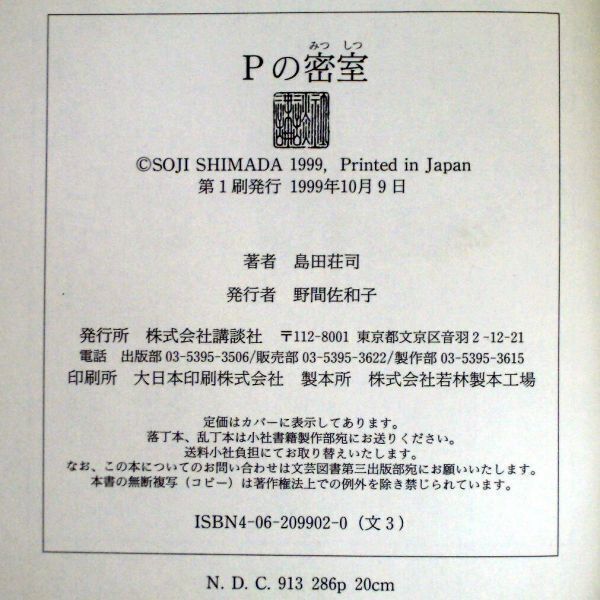 みつ しつ
Pの密室
©SOJI SHIMADA 1999, Printed in Japan
第1刷発行 1999年10月9日
著者 島田荘司
発行者 野間佐和子
発行所 株式会社講談社 〒112-8001 東京都文京区音羽2-12-21
電話 出版部03-5395-3506/販売部03-5395-3622/製作部03-5395-3615
印刷所 大日本印刷株式会社 製本所 株式会社若林製本工場
定価はカバーに表示してあります。
落丁本、乱丁本は小社書籍製作部宛にお送りください。
送料小社負担にてお取り替えいたします。
なお、この本についてのお問い合わせは文芸図書第三出版部宛にお願いいたします。
本書の無断複写（コピー）は著作権法上での例外を除き禁じられています。
ISBN4-06-209902-0（文3）
N. D. C. 913 286p 20cm